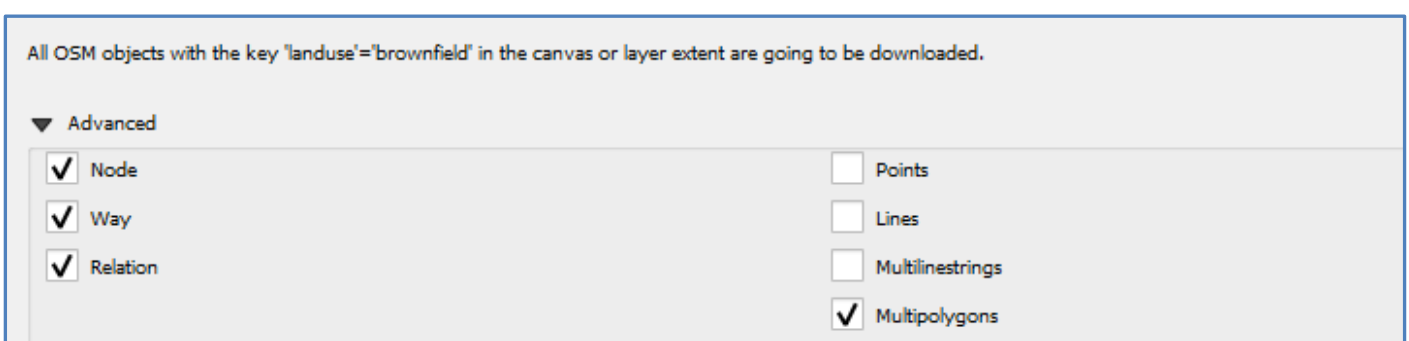 All OSM objects with the key 'landuse'='brownfield' in the canvas or layer extent are going to be downloaded.
Advanced
Node
Points
Way
Lines
Relation
Multilinestrings
Multipolygons